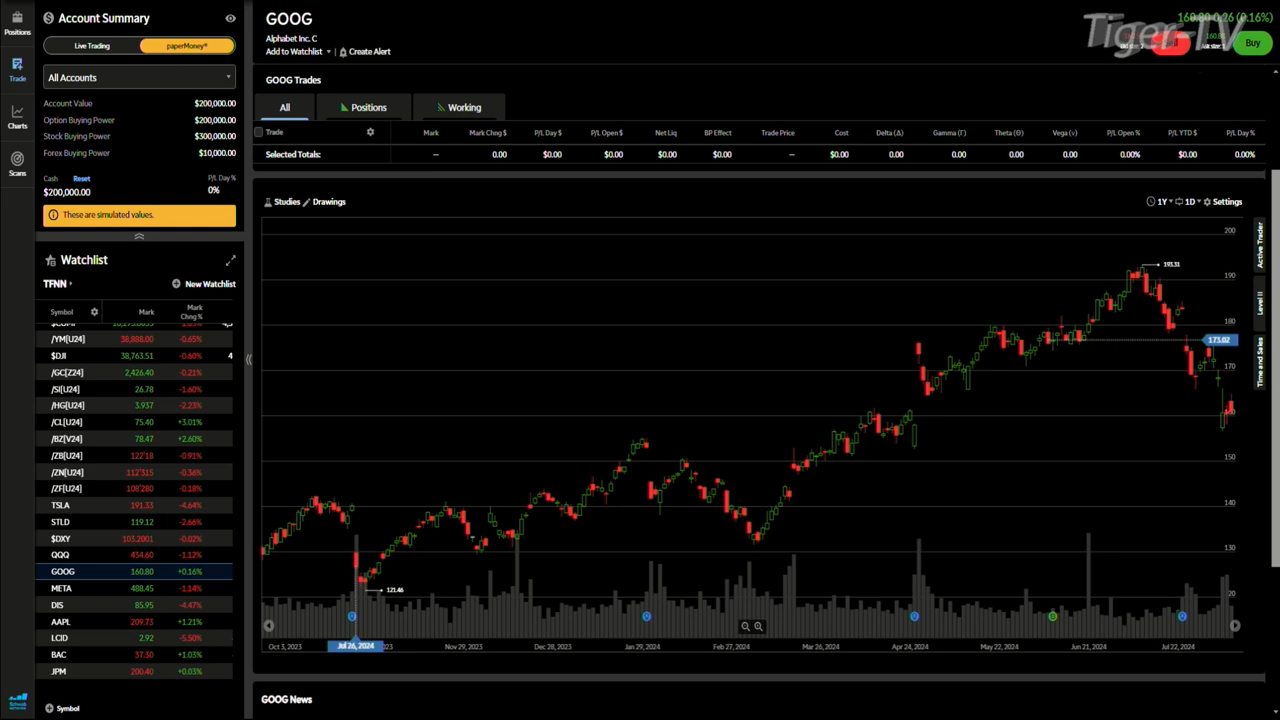 Positions
Trade
Charts
Scans
Account Summary
Live Trading
paperMoney®
All Accounts
Account Value $200,000.00
Option Buying Power $200,000.00
Stock Buying Power $300,000.00
Forex Buying Power $10,000.00
Cash Reset P/L Day %
$200,000.00 0%
These are simulated values.
Watchlist
TFNN
New Watchlist
Symbol Mark Mark Chng %
/YM[U24] 38,888.00 -0.65%
$DJI 38,763.51 -0.60% 4
/GC[Z24] 2,426.40 -0.21%
/SI[U24] 26.78 -1.60%
/HG[U24] 3.937 -2.23%
/CL[U24] 75.40 +3.01%
/BZ[V24] 78.47 +2.60%
/ZB[U24] 122'18 -0.91%
/ZN[U24] 112'315 -0.36%
/ZF[U24] 108'280 -0.18%
TSLA 191.33 -4.64%
STLD 119.12 -2.66%
$DXY 103.2001 -0.02%
QQQ 434.60 -1.12%
GOOG 160.80 +0.16%
META 488.45 -1.14%
DIS 85.95 -4.47%
AAPL 209.73 +1.21%
LCID 2.92 -5.50%
BAC 37.30 +1.03%
JPM 200.40 +0.03%
Symbol
GOOG
Alphabet Inc. C
Add to Watchlist
Create Alert
160.80 0.26 (0.16%)
Tiger-TV
Buy
GOOG Trades
All Positions Working
Trade Mark Mark Chng $ P/L Day $ P/L Open $ Net Liq BP Effect Trade Price Cost Delta (Δ) Gamma (Γ) Theta (Θ) Vega (ν) P/L Open % P/L YTD $ P/L Day %
Selected Totals: — 0.00 $0.00 $0.00 $0.00 $0.00 — $0.00 0.00 0.00 0.00 0.00 0.00% $0.00 0.00%
Studies Drawings
1Y 1D Settings
200
193.31
190
180
173.02
170
160
150
140
130
121.46
20
Active Trader
Level II
Time and Sales
Oct 3, 2023
Jul 26, 2024
Nov 29, 2023
Dec 28, 2023
Jan 29, 2024
Feb 27, 2024
Mar 26, 2024
Apr 24, 2024
May 22, 2024
Jun 21, 2024
Jul 22, 2024
GOOG News